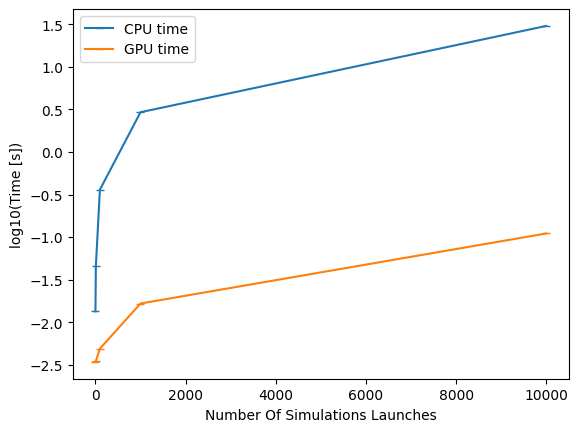 CPU time
GPU time
1.5
1.0
0.5
0.0
−0.5
−1.0
−1.5
−2.0
−2.5
log10(Time [s])
0 2000 4000 6000 8000 10000
Number Of Simulations Launches